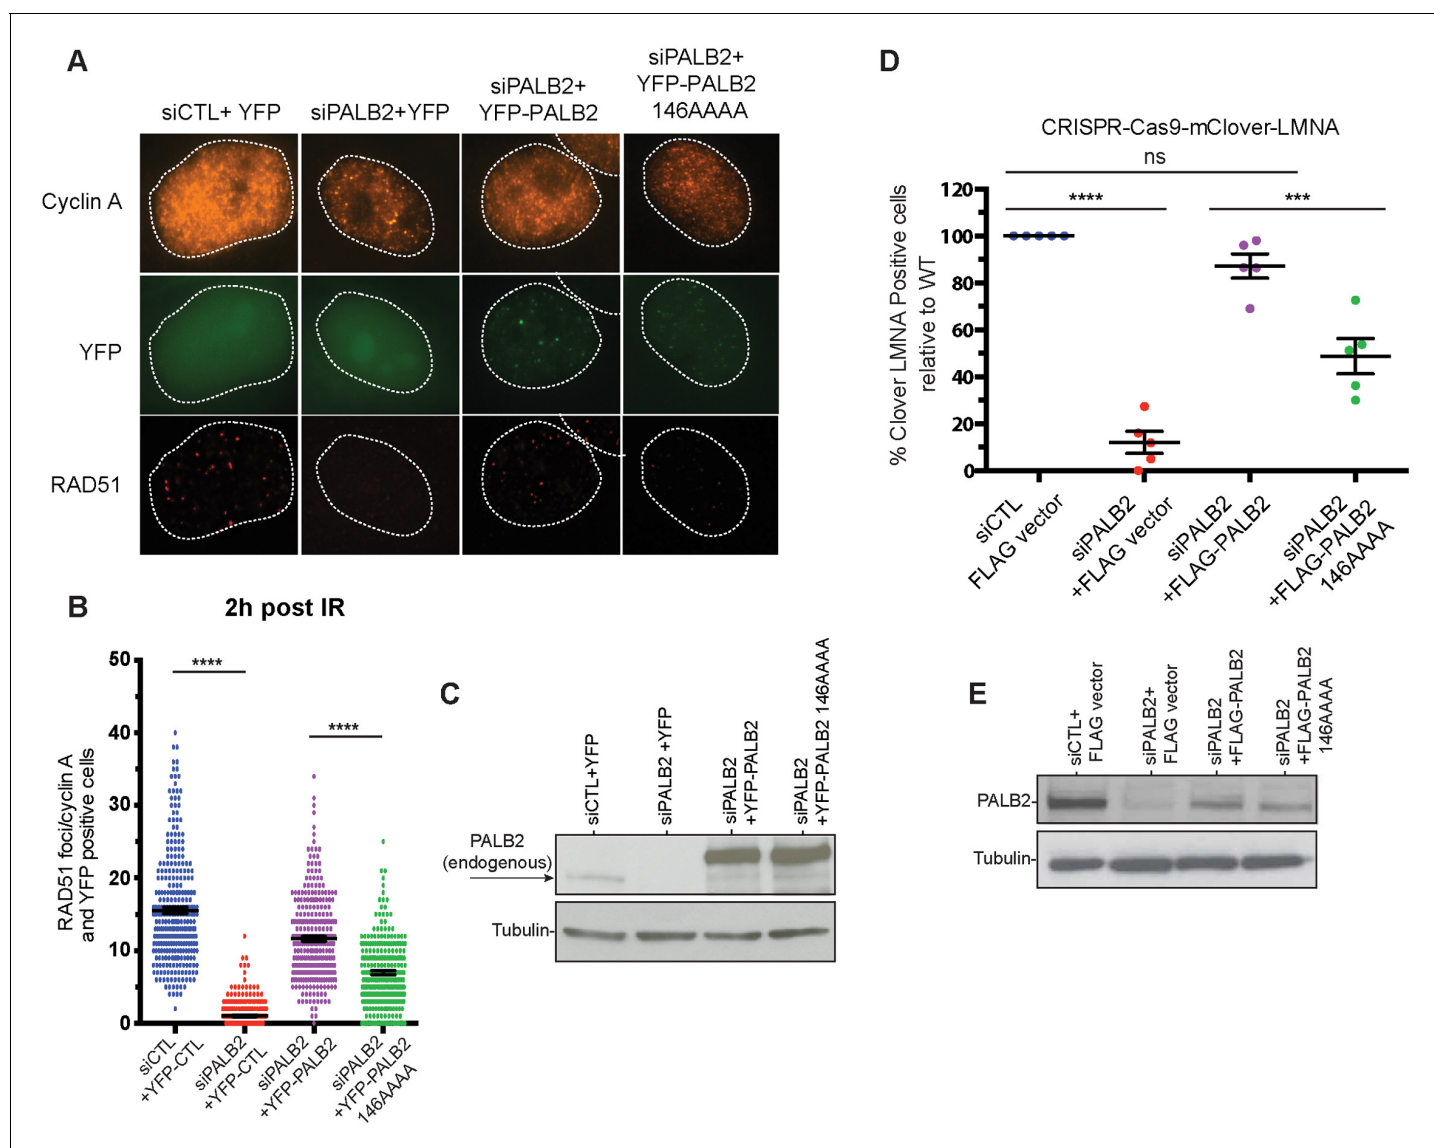 A
siCTL+ YFP
siPALB2+YFP
siPALB2+
YFP-PALB2
siPALB2+
YFP-PALB2
146AAAA
Cyclin A
YFP
RAD51
B
2h post IR
RAD51 foci/cyclin A
and YFP positive cells
50
40
30
20
10
0
****
****
siCTL
+YFP-CTL
siPALB2
+YFP-CTL
siPALB2
+YFP-PALB2
siPALB2
+YFP-PALB2
146AAAA
C
siCTL+YFP
siPALB2 +YFP
siPALB2
+YFP-PALB2
siPALB2
+YFP-PALB2 146AAAA
PALB2
(endogenous)
Tubulin-
D
CRISPR-Cas9-mClover-LMNA
ns
****
***
% Clover LMNA Positive cells
relative to WT
120
100
80
60
40
20
0
siCTL
FLAG vector
siPALB2
+FLAG vector
siPALB2
+FLAG-PALB2
siPALB2
+FLAG-PALB2
146AAAA
E
siCTL+
FLAG vector
siPALB2+
FLAG vector
siPALB2
+FLAG-PALB2
siPALB2
+FLAG-PALB2
146AAAA
PALB2-
Tubulin-